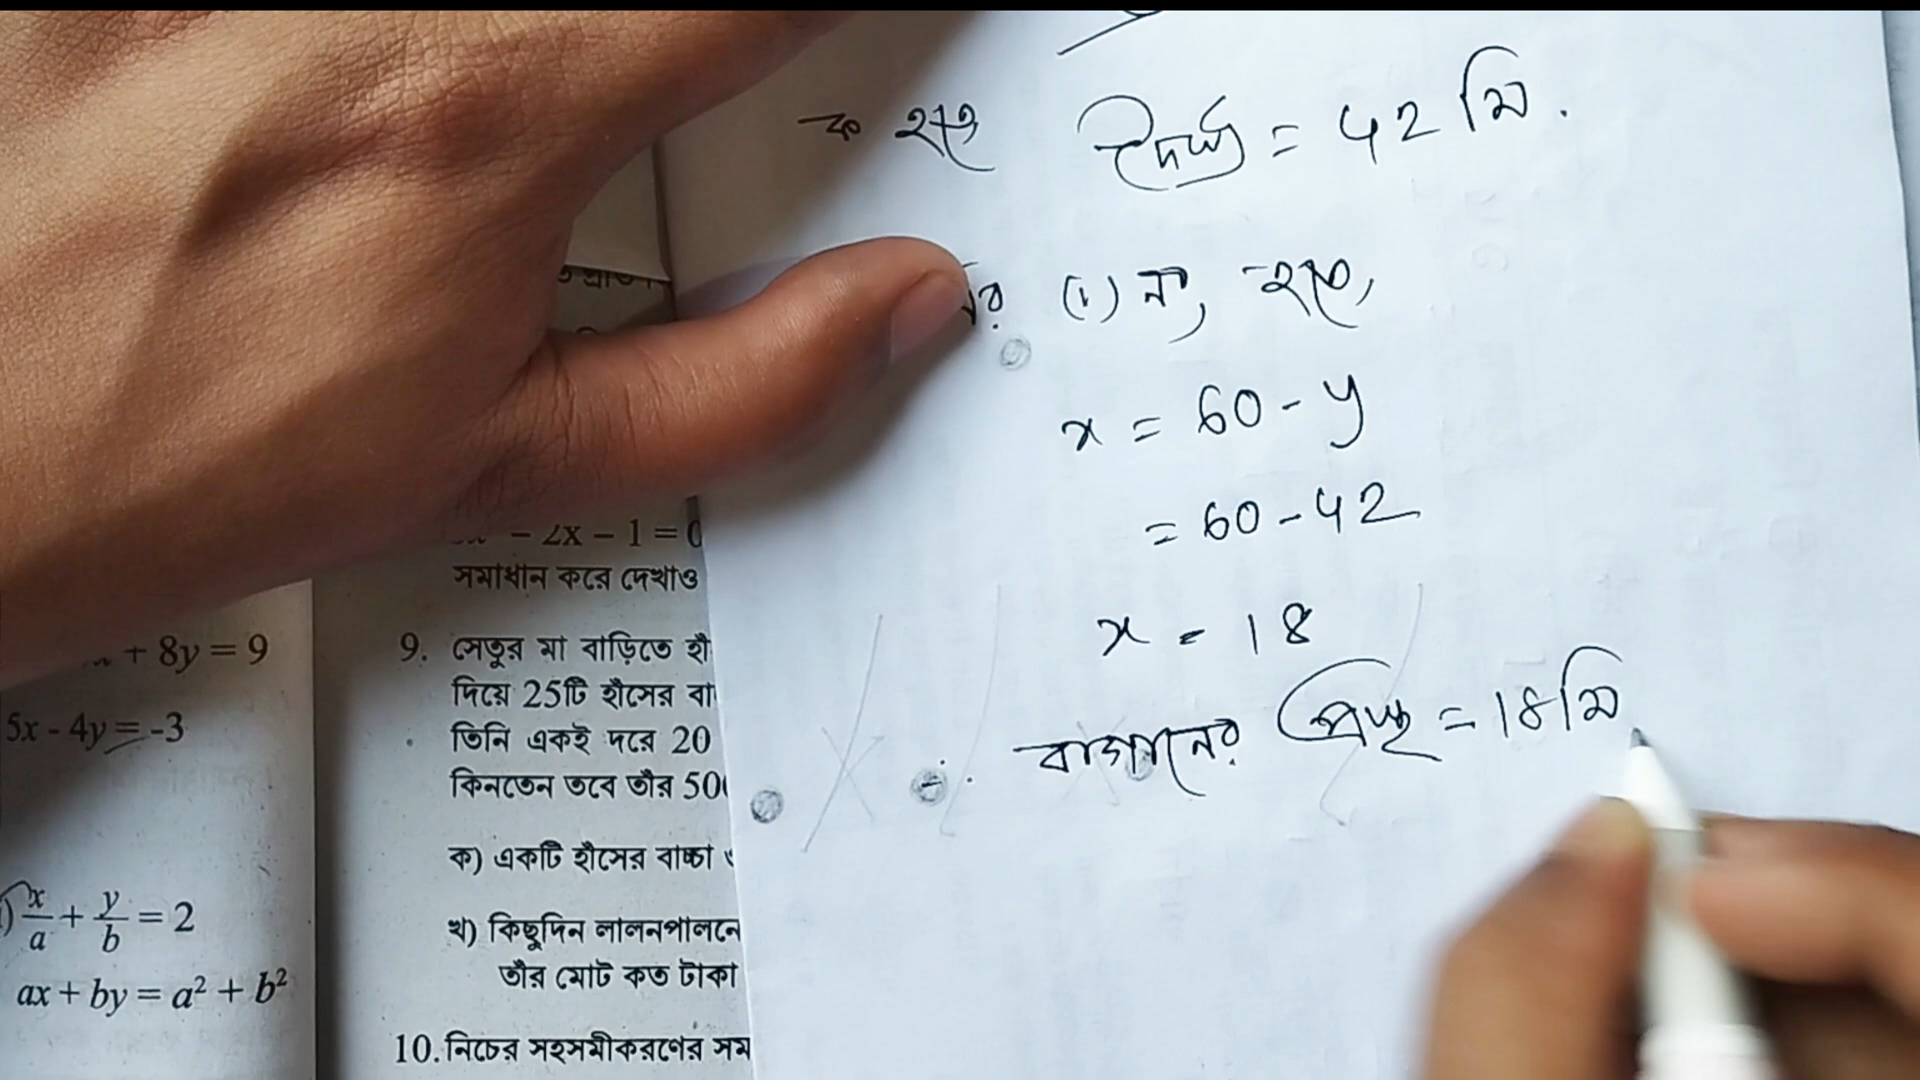 ক হতে দৈর্ঘ্য = 42 মি.
(i) নং হতে,
x = 60 - y
= 60 - 42
x = 18
∴ বাগানের প্রস্থ = 18 মি.
- 2x - 1 = 0
সমাধান করে দেখাও
9. সেতুর মা বাড়িতে হাঁ
দিয়ে 25টি হাঁসের বা
তিনি একই দরে 20
কিনতেন তবে তাঁর 500
ক) একটি হাঁসের বাচ্চা ও
খ) কিছুদিন লালনপালনে
তাঁর মোট কত টাকা
10. নিচের সহসমীকরণের সম
+ 8y = 9
5x - 4y = -3
x/a + y/b = 2
ax + by = a² + b²